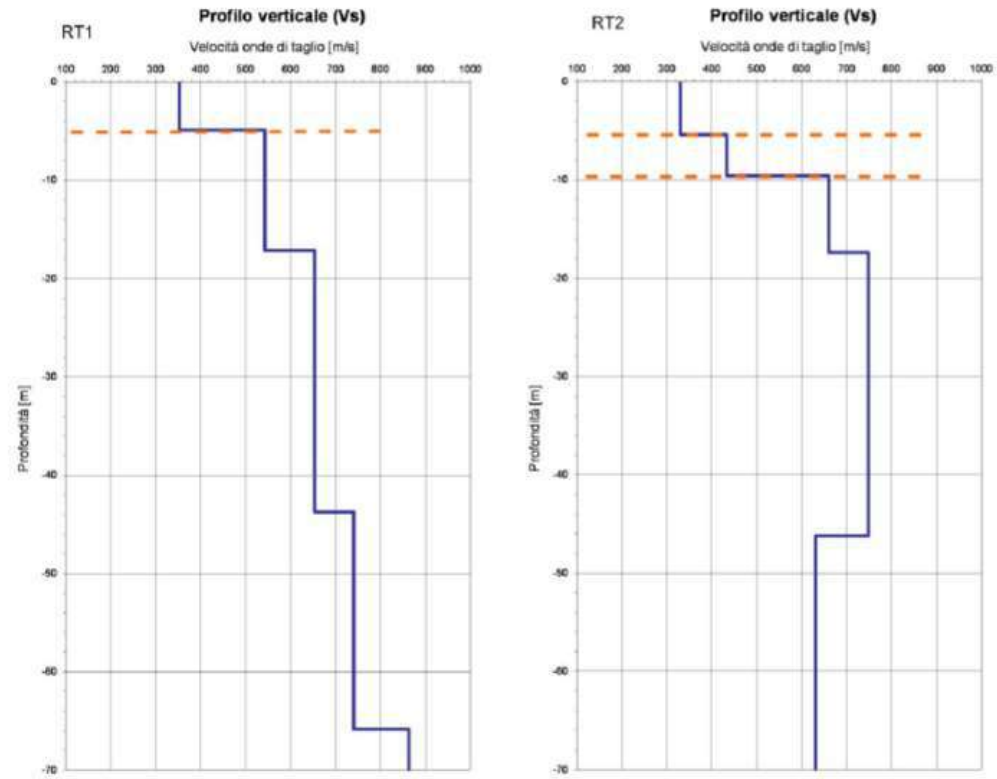 RT1
Profilo verticale (Vs)
Velocità onde di taglio [m/s]
100 200 300 400 500 600 700 800 900 1000
0
-10
-20
-30
-40
-50
-60
-70
Profondità [m]
RT2
Profilo verticale (Vs)
Velocità onde di taglio [m/s]
100 200 300 400 500 600 700 800 900 1000
0
-10
-20
-30
-40
-50
-60
-70
Profondità [m]